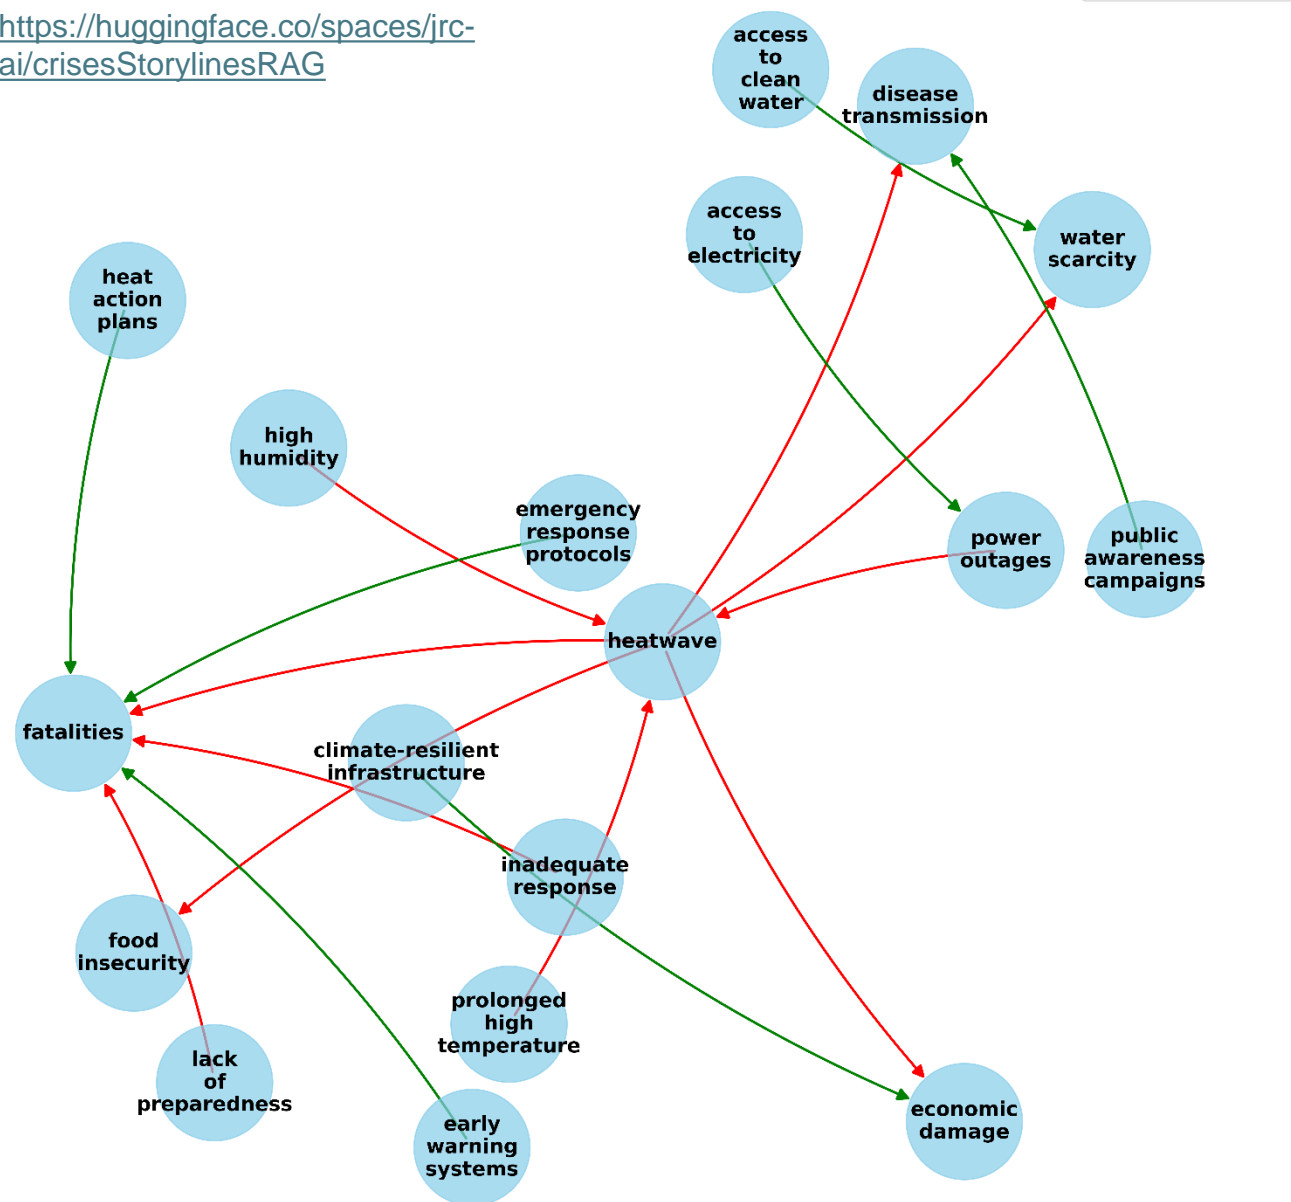 https://huggingface.co/spaces/jrc-
ai/crisesStorylinesRAG
access
to
clean
water
disease
transmission
access
to
electricity
water
scarcity
heat
action
plans
high
humidity
emergency
response
protocols
power
outages
public
awareness
campaigns
heatwave
fatalities
climate-resilient
infrastructure
inadequate
response
food
insecurity
prolonged
high
temperature
lack
of
preparedness
early
warning
systems
economic
damage